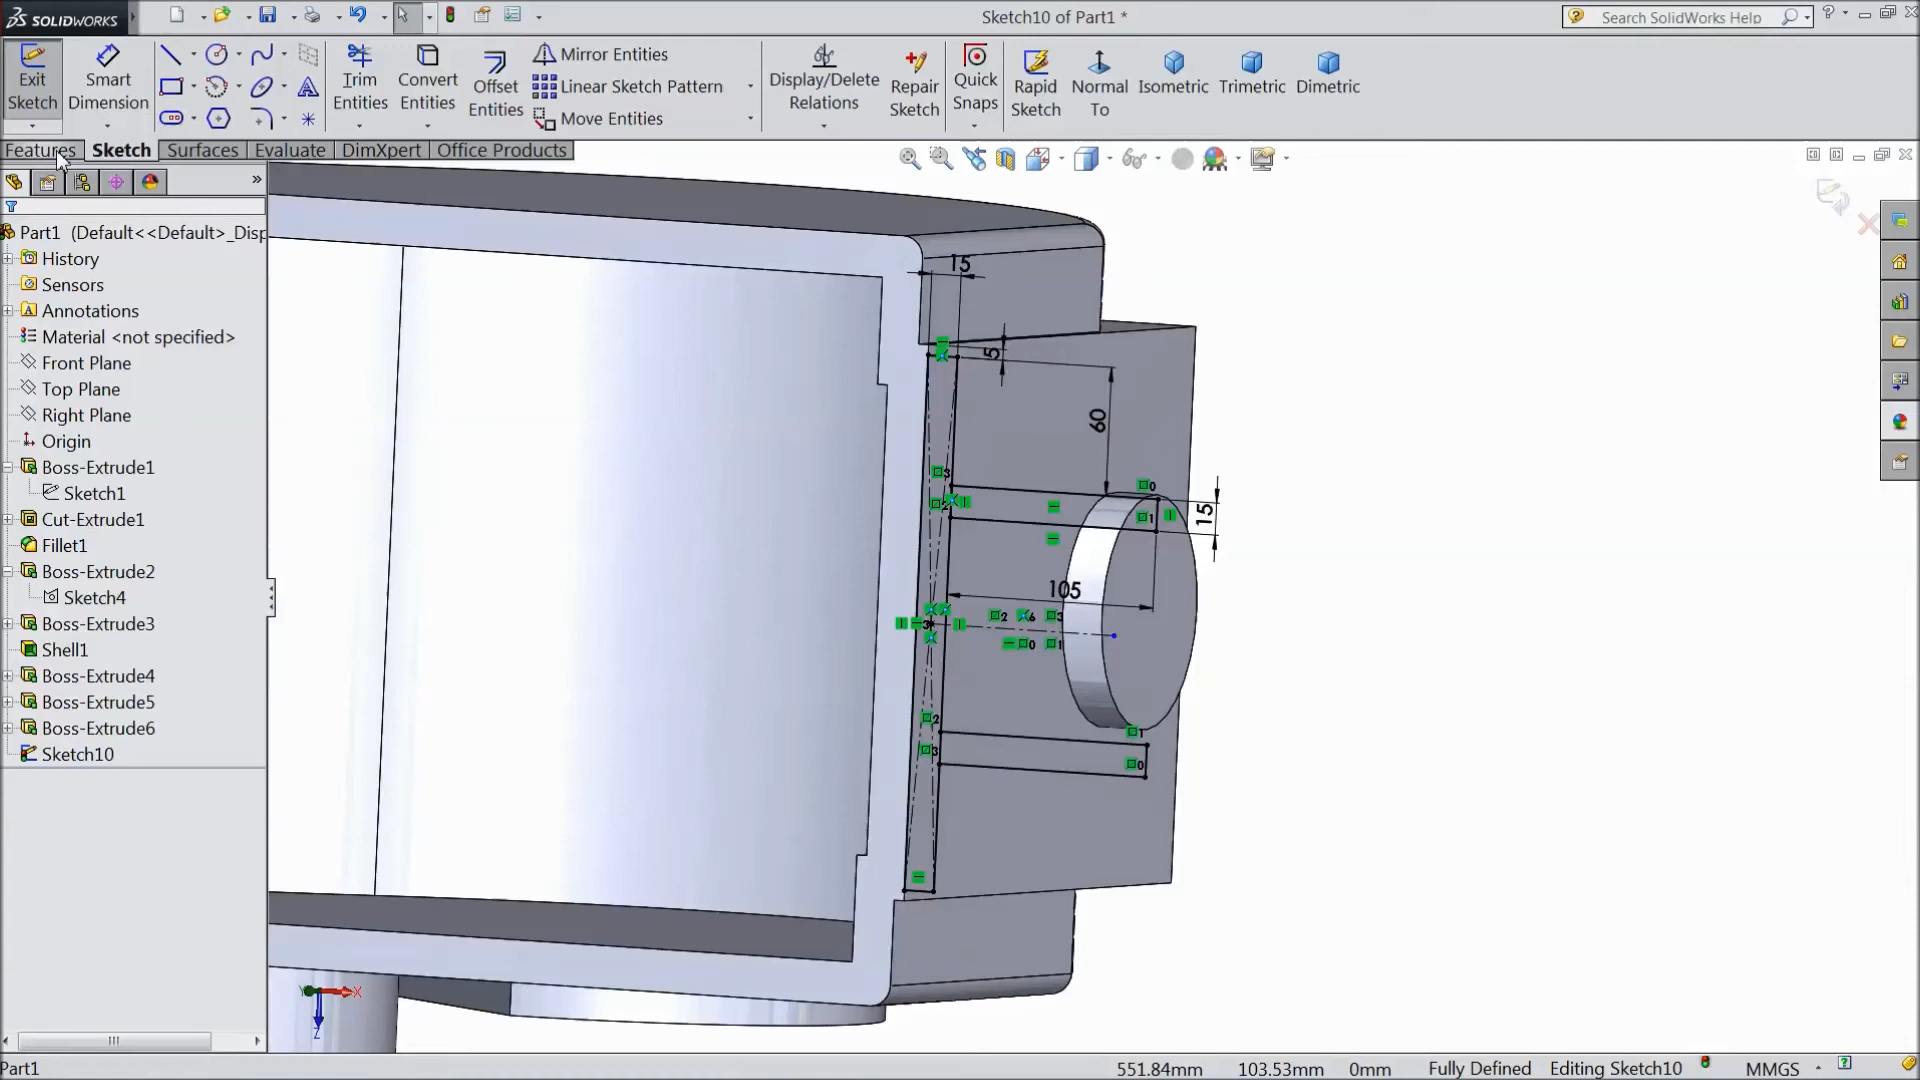 SOLIDWORKS
Sketch10 of Part1 *
Search SolidWorks Help
Exit Sketch
Smart Dimension
Trim Entities
Convert Entities
Offset Entities
Mirror Entities
Linear Sketch Pattern
Move Entities
Display/Delete Relations
Repair Sketch
Quick Snaps
Rapid Sketch
Normal To
Isometric
Trimetric
Dimetric
Features
Sketch
Surfaces
Evaluate
DimXpert
Office Products
Part1 (Default<<Default>_Disp
History
Sensors
Annotations
Material <not specified>
Front Plane
Top Plane
Right Plane
Origin
Boss-Extrude1
Sketch1
Cut-Extrude1
Fillet1
Boss-Extrude2
Sketch4
Boss-Extrude3
Shell1
Boss-Extrude4
Boss-Extrude5
Boss-Extrude6
Sketch10
15
5
60
15
105
X
Z
Part1
551.84mm
103.53mm
0mm
Fully Defined
Editing Sketch10
MMGS